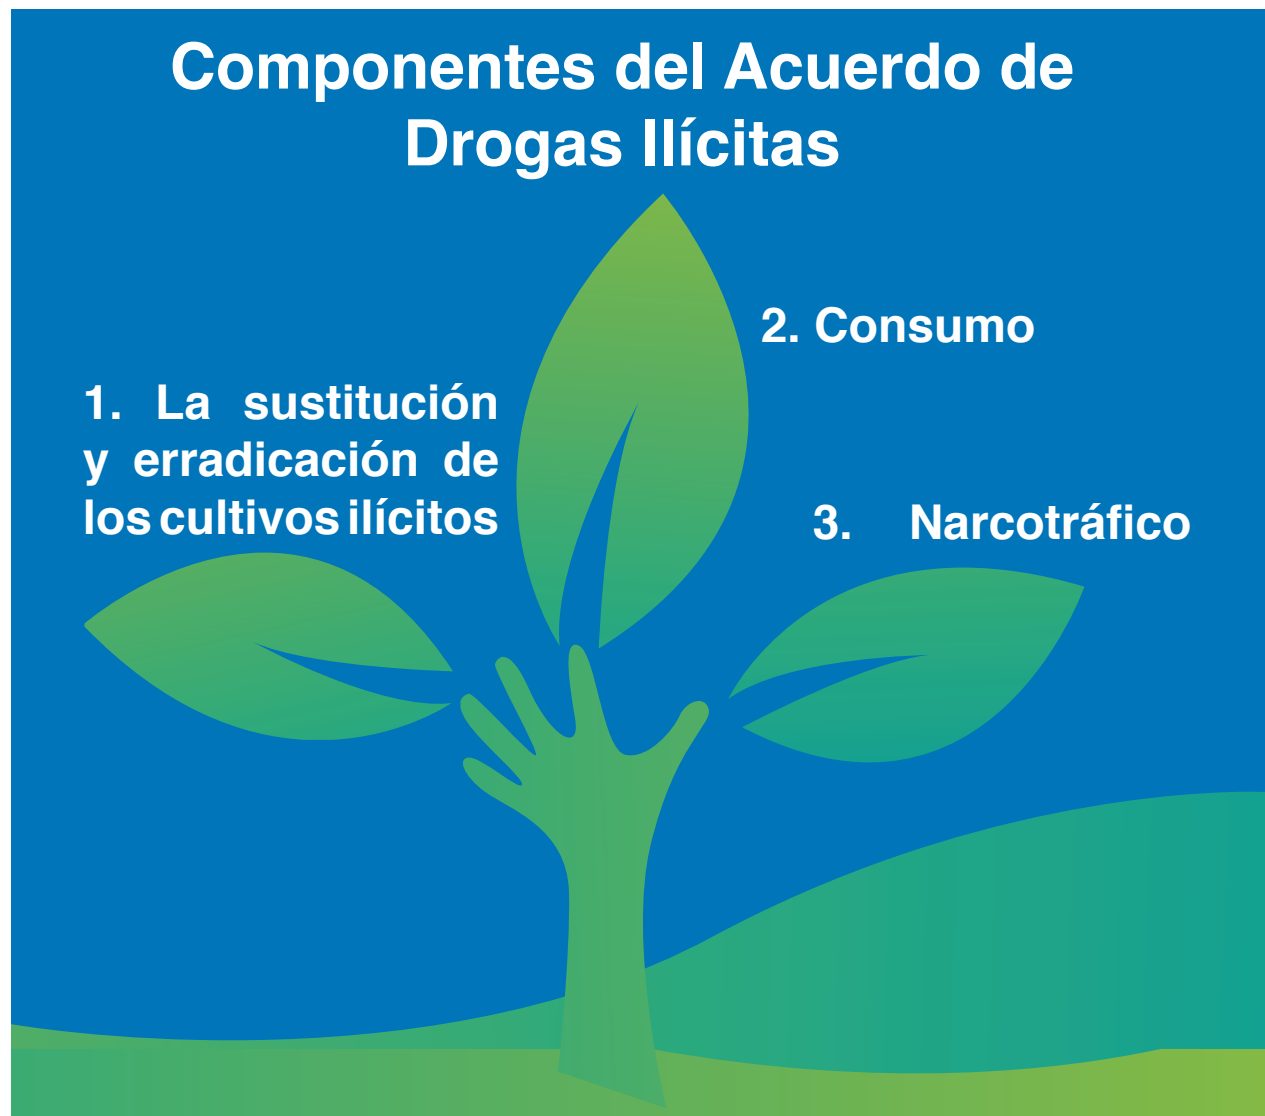 Componentes del Acuerdo de
Drogas Ilícitas
1. La sustitución
y erradicación de
los cultivos ilícitos
2. Consumo
3. Narcotráfico